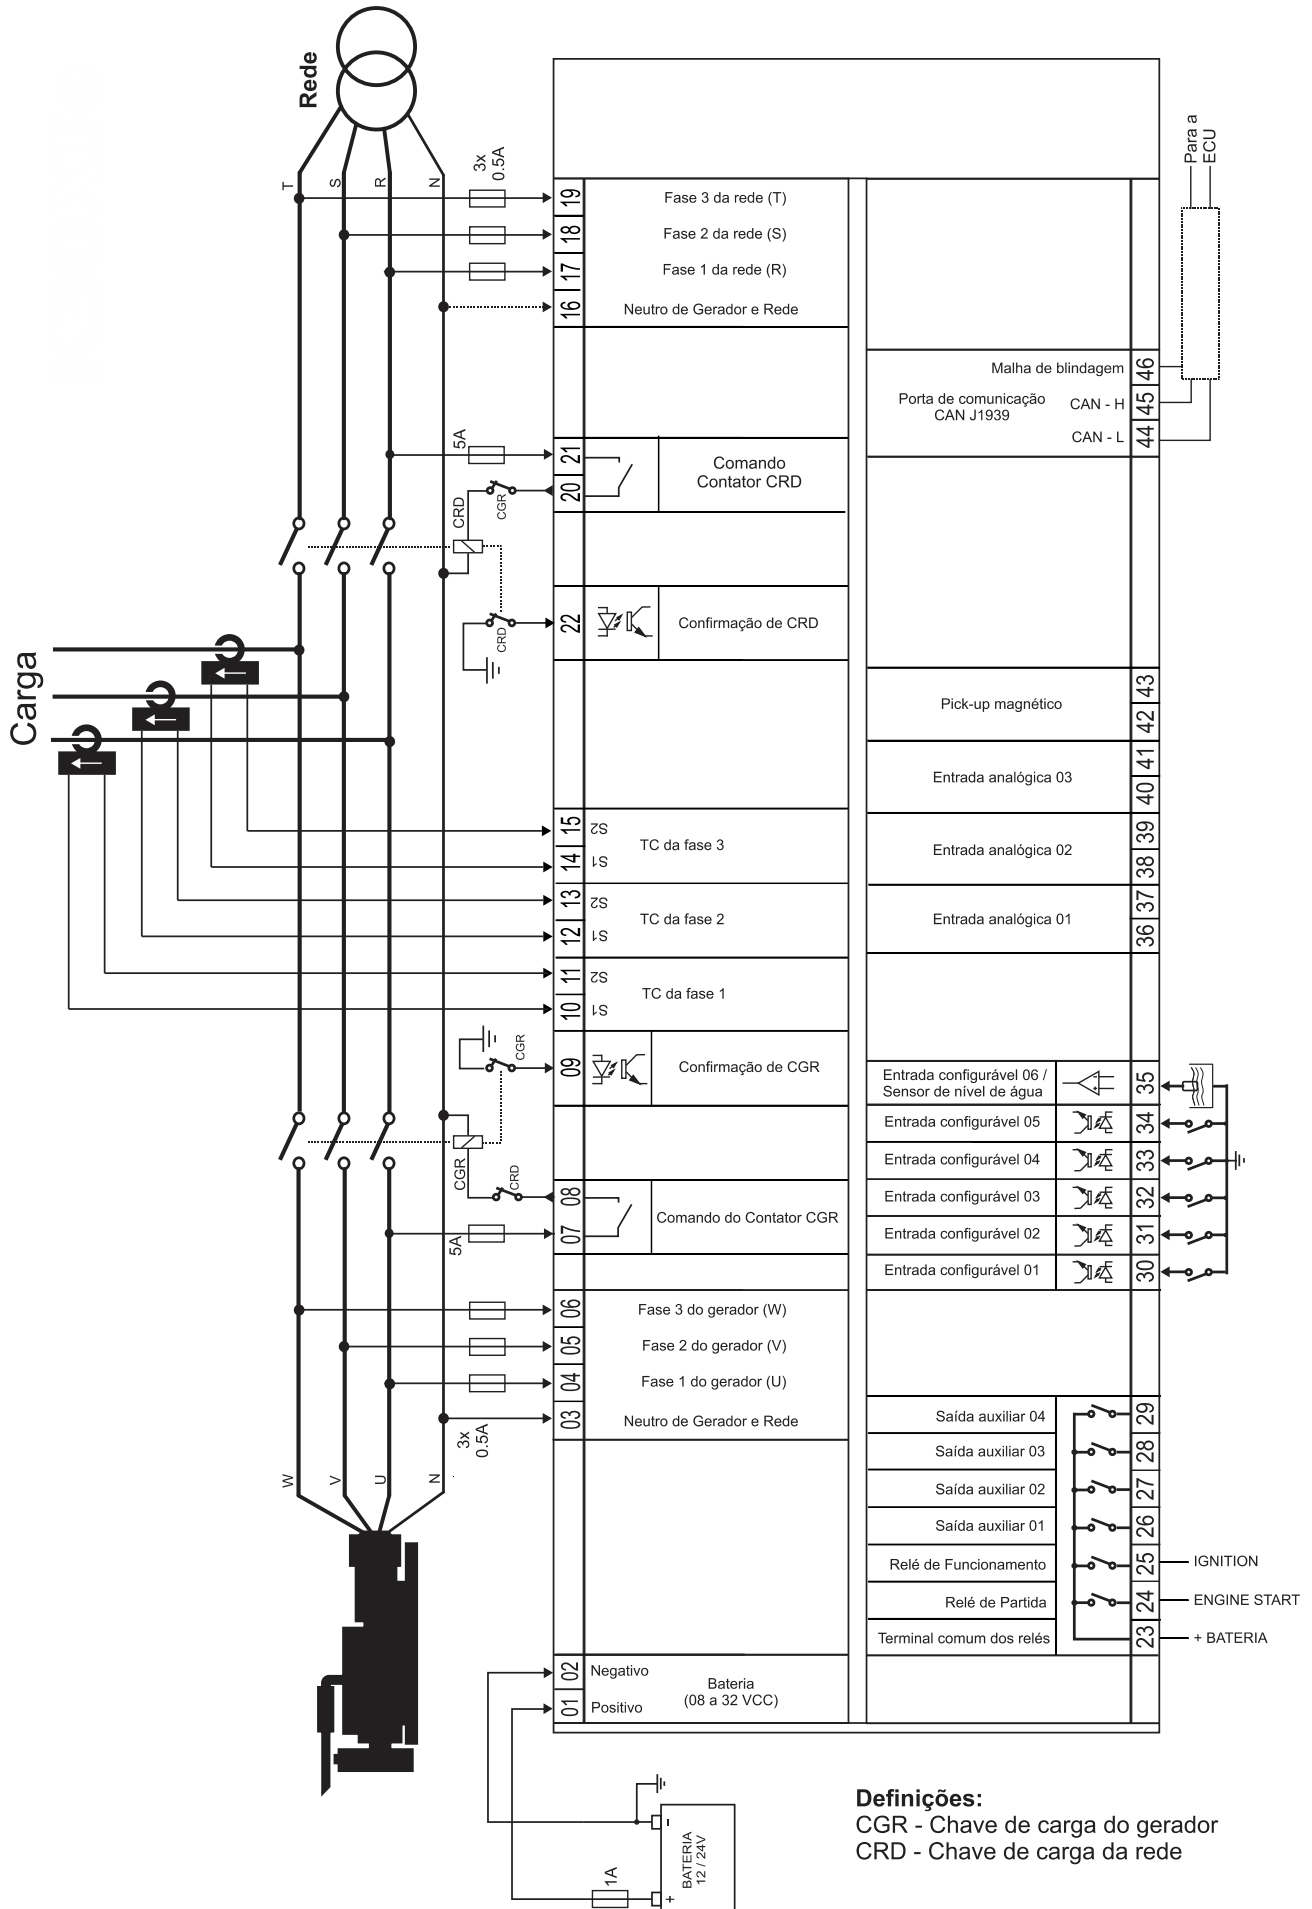 Rede
T
S
R
N
3x
0.5A
19
Fase 3 da rede (T)
18
Fase 2 da rede (S)
17
Fase 1 da rede (R)
16
Neutro de Gerador e Rede
5A
21
20
Comando
Contator CRD
CRD
CGR
22
Confirmação de CRD
CRD
Carga
15
S2
TC da fase 3
14
S1
13
S2
TC da fase 2
12
S1
11
S2
TC da fase 1
10
S1
CGR
09
Confirmação de CGR
CGR
CRD
08
Comando do Contator CGR
07
5A
06
Fase 3 do gerador (W)
05
Fase 2 do gerador (V)
04
Fase 1 do gerador (U)
03
Neutro de Gerador e Rede
3x
0.5A
W
V
U
N
02
Negativo
Bateria
(08 a 32 VCC)
01
Positivo
BATERIA
12 / 24V
-
+
1A
Para a
ECU
Malha de blindagem
46
Porta de comunicação
CAN J1939
CAN - H
45
CAN - L
44
Pick-up magnético
43
42
Entrada analógica 03
41
40
Entrada analógica 02
39
38
Entrada analógica 01
37
36
Entrada configurável 06 /
Sensor de nível de água
35
Entrada configurável 05
34
Entrada configurável 04
33
Entrada configurável 03
32
Entrada configurável 02
31
Entrada configurável 01
30
Saída auxiliar 04
29
Saída auxiliar 03
28
Saída auxiliar 02
27
Saída auxiliar 01
26
Relé de Funcionamento
25
IGNITION
Relé de Partida
24
ENGINE START
Terminal comum dos relés
23
+ BATERIA
Definições:
CGR - Chave de carga do gerador
CRD - Chave de carga da rede